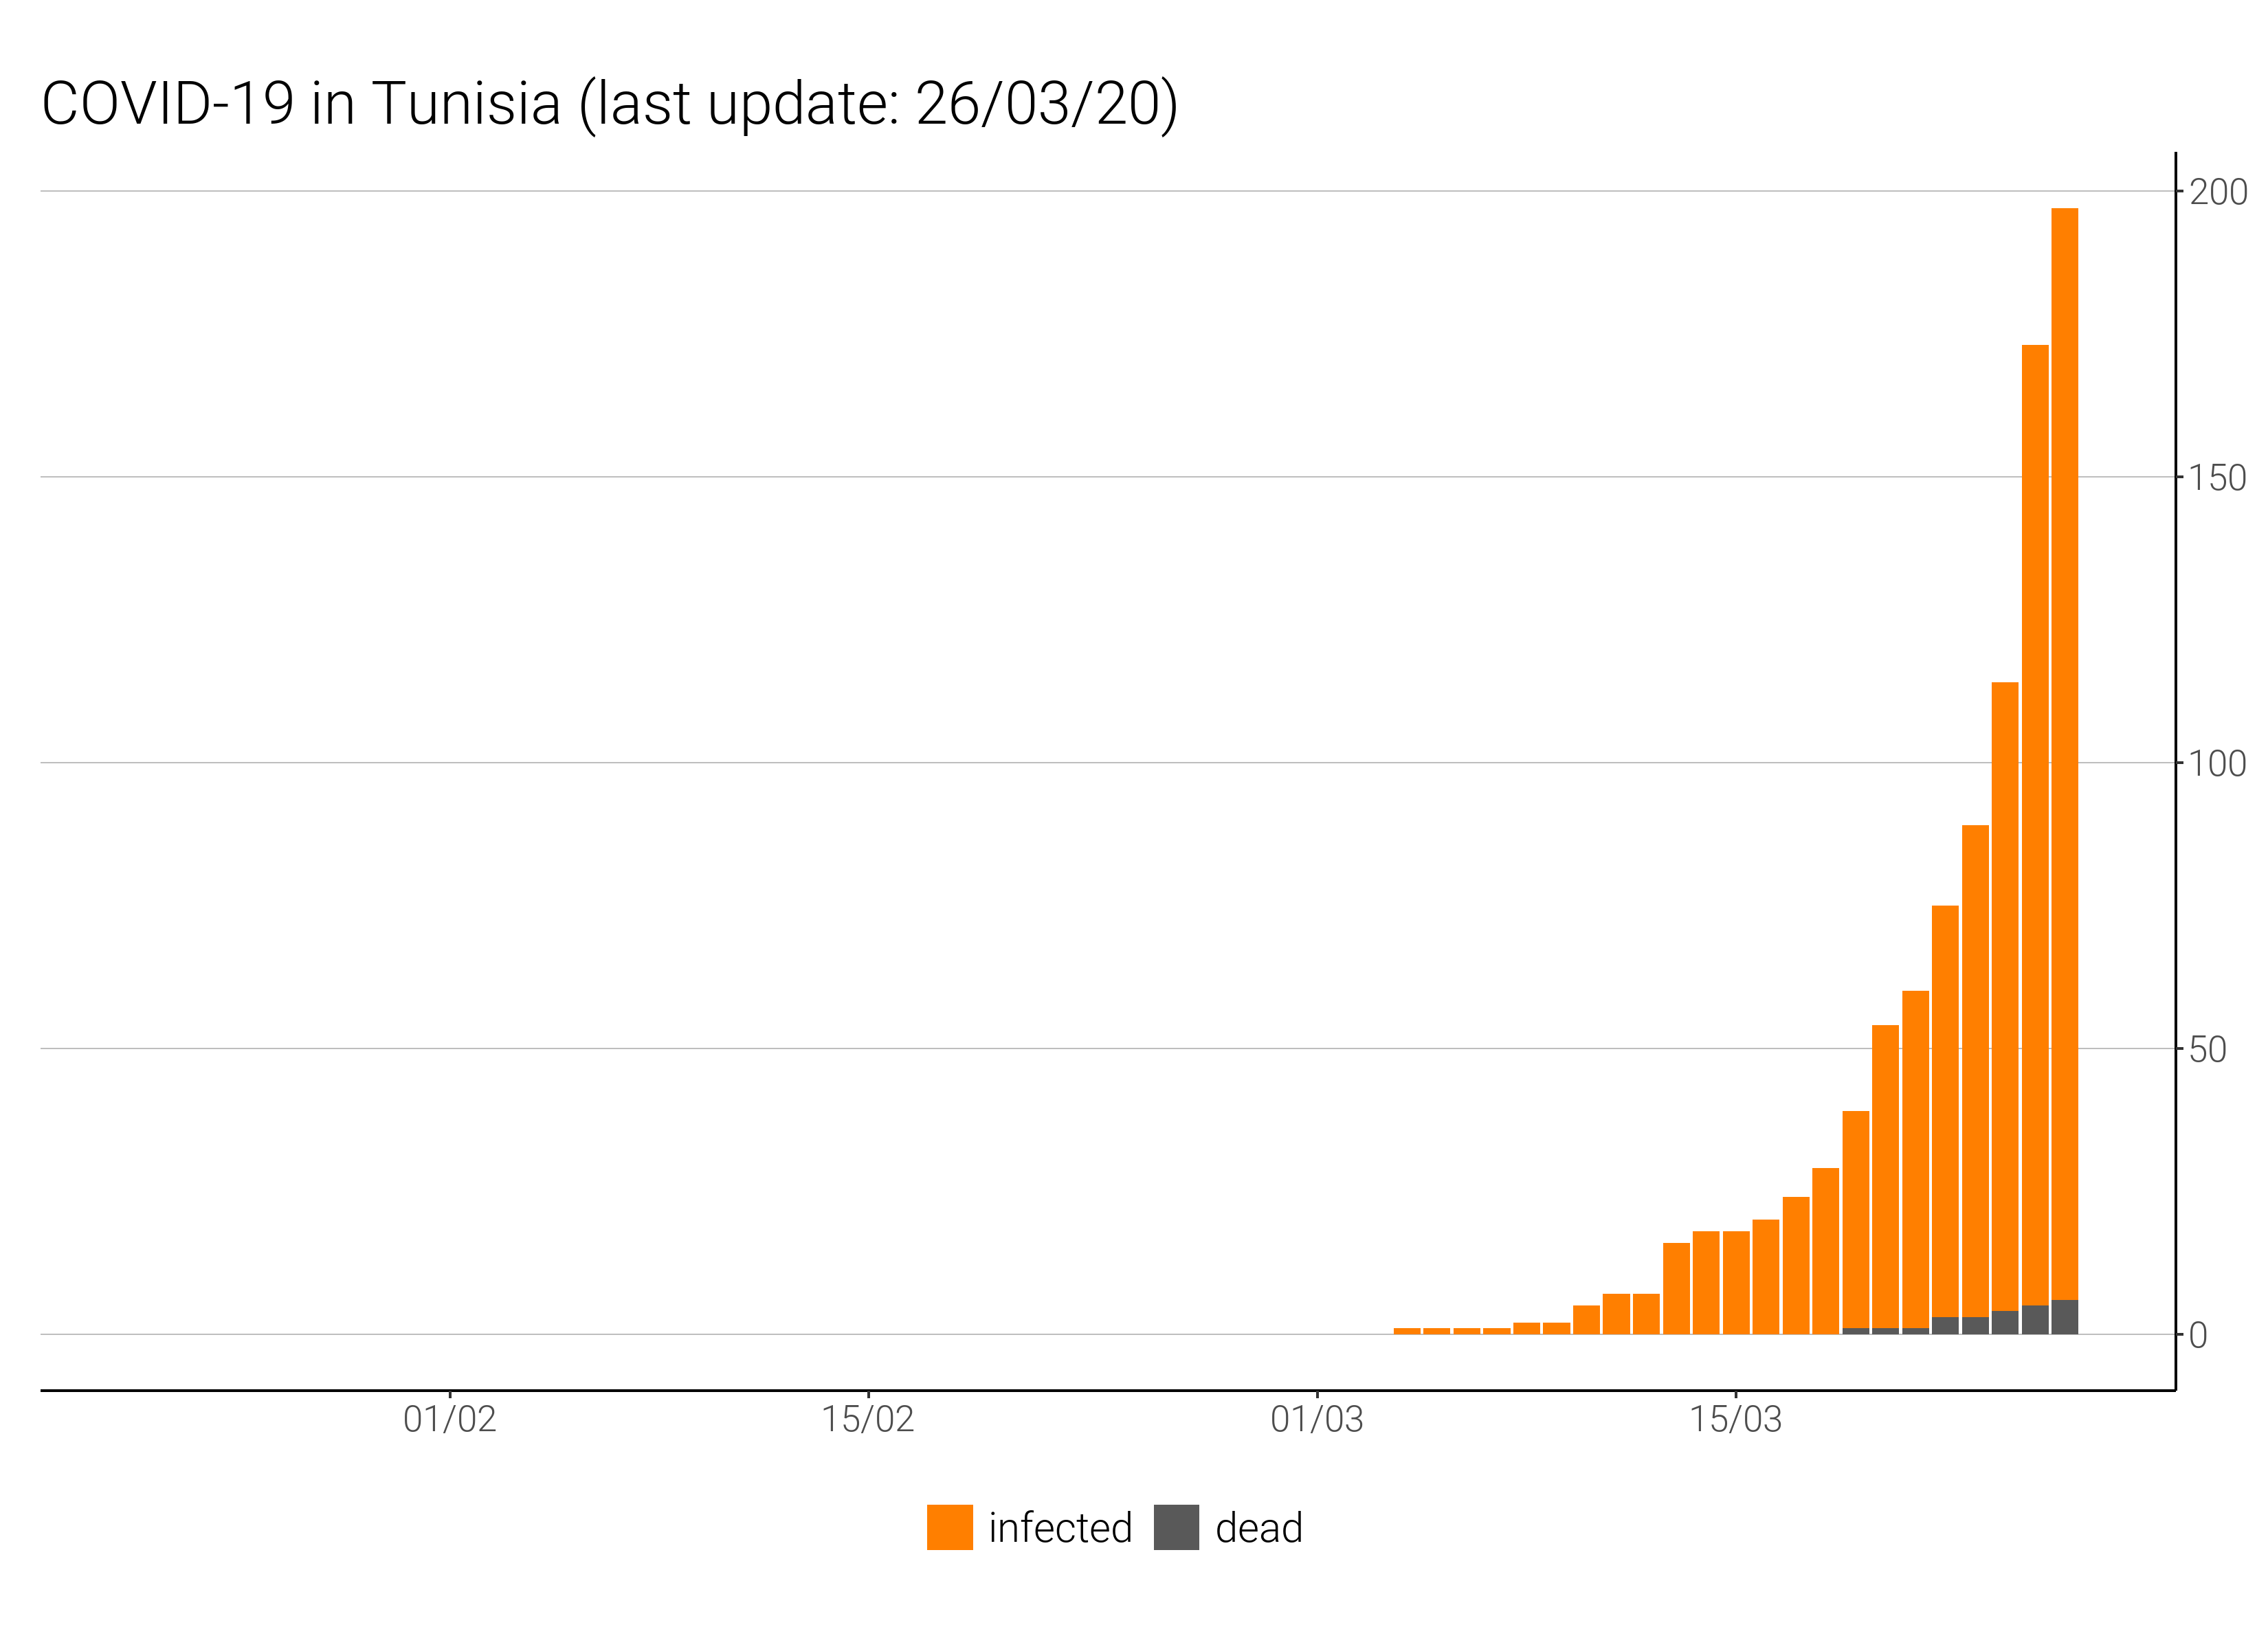 COVID-19 in Tunisia (last update: 26/03/20)
200
150
100
50
0
01/02 15/02 01/03 15/03
infected dead